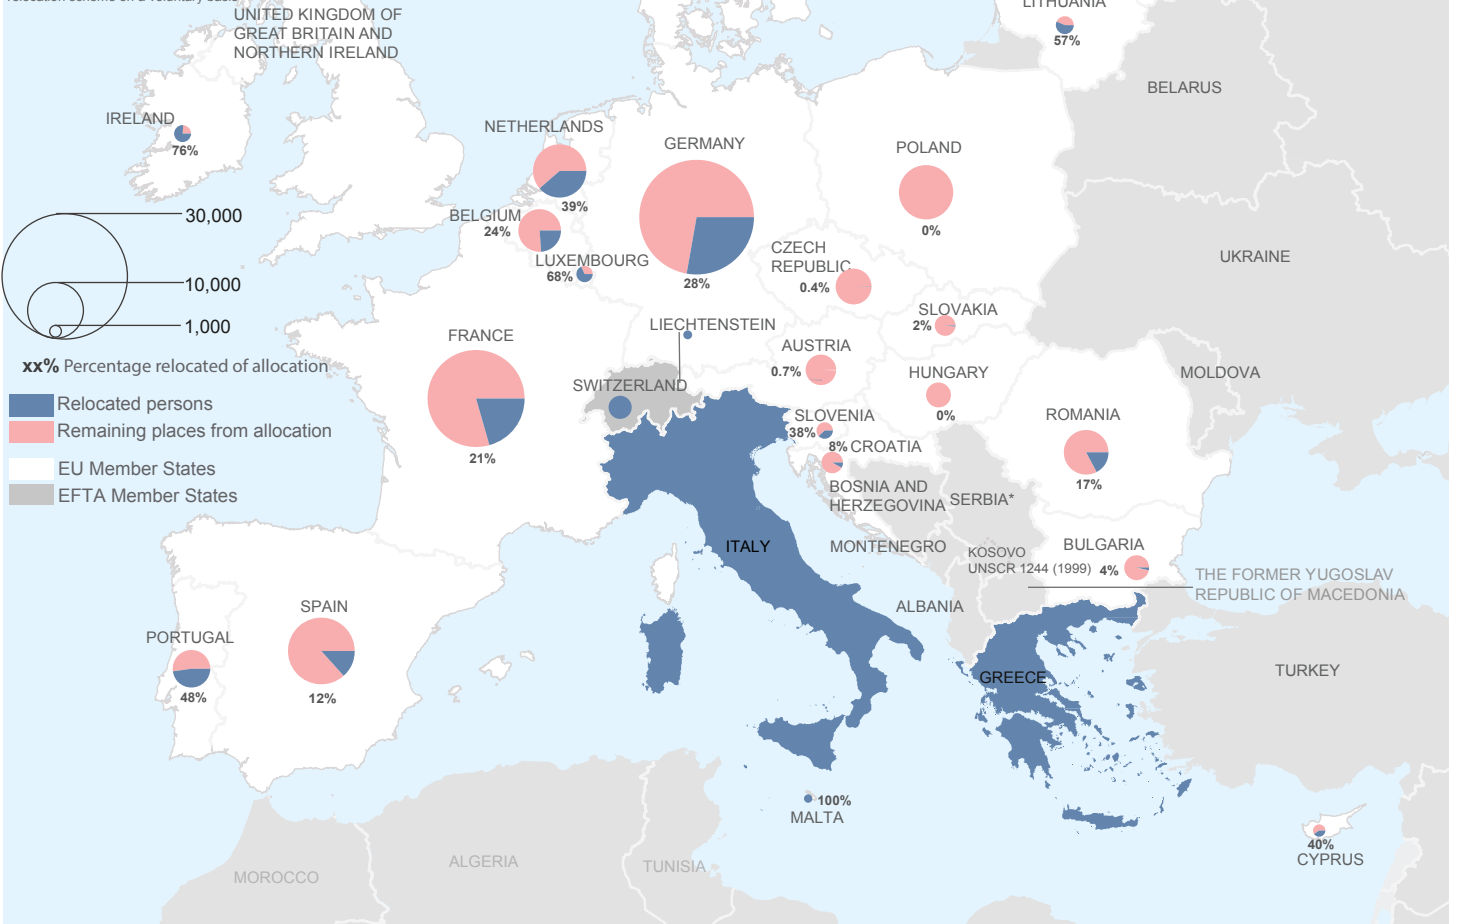 relocation scheme on a voluntary basis
UNITED KINGDOM OF
GREAT BRITAIN AND
NORTHERN IRELAND
LITHUANIA
57%
BELARUS
IRELAND
76%
NETHERLANDS
39%
GERMANY
28%
POLAND
0%
30,000
10,000
1,000
BELGIUM
24%
LUXEMBOURG
68%
CZECH
REPUBLIC
0.4%
UKRAINE
SLOVAKIA
2%
FRANCE
21%
LIECHTENSTEIN
AUSTRIA
0.7%
xx% Percentage relocated of allocation
SWITZERLAND
HUNGARY
0%
MOLDOVA
Relocated persons
Remaining places from allocation
EU Member States
EFTA Member States
SLOVENIA
38%
8% CROATIA
ROMANIA
17%
BOSNIA AND
HERZEGOVINA
SERBIA*
ITALY
MONTENEGRO
KOSOVO
UNSCR 1244 (1999)
BULGARIA
4%
THE FORMER YUGOSLAV
REPUBLIC OF MACEDONIA
ALBANIA
SPAIN
12%
PORTUGAL
48%
GREECE
TURKEY
100%
MALTA
40%
CYPRUS
MOROCCO
ALGERIA
TUNISIA